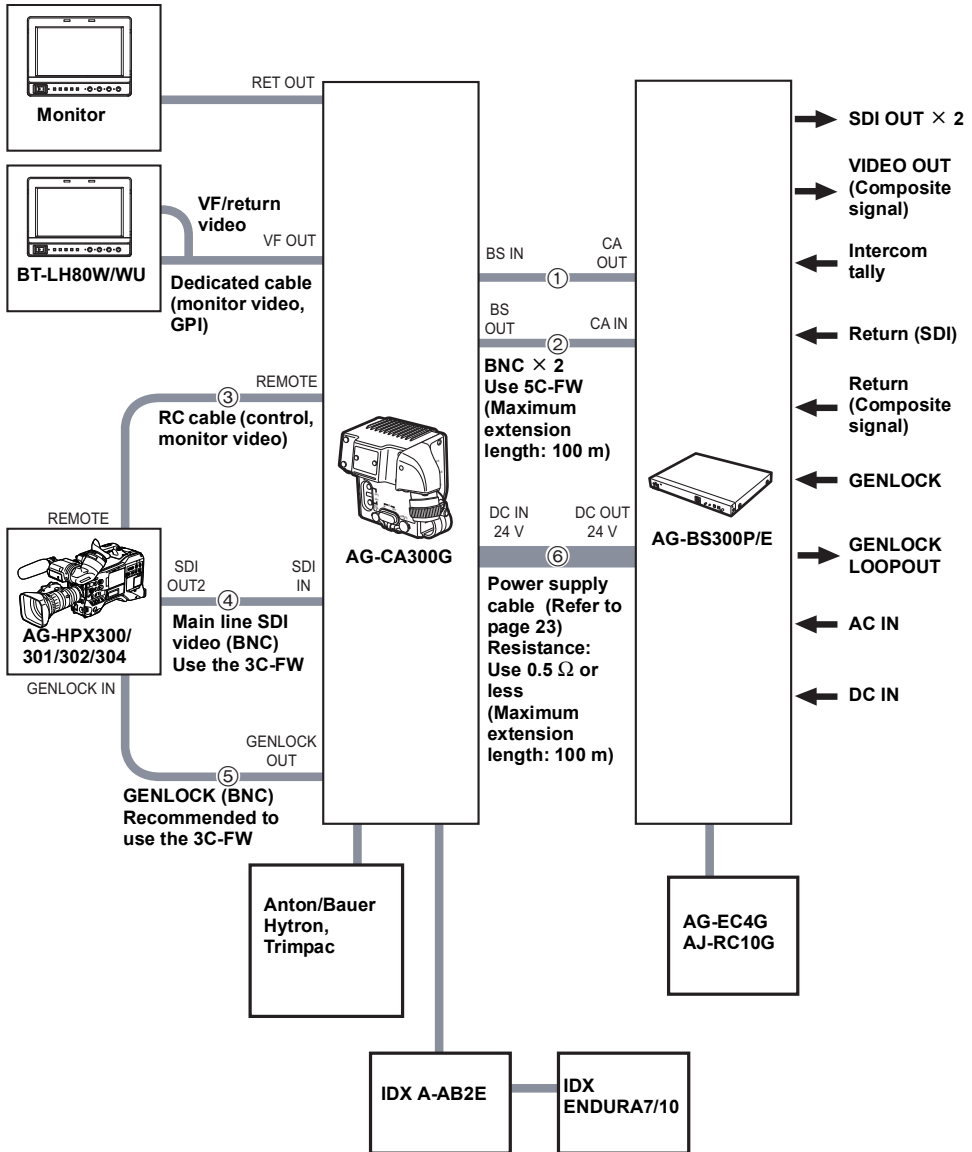 Monitor
RET OUT
BT-LH80W/WU
VF/return
video
VF OUT
Dedicated cable
(monitor video,
GPI)
REMOTE
③
RC cable (control,
monitor video)
REMOTE
AG-HPX300/
301/302/304
SDI
OUT2
SDI
IN
④
Main line SDI
video (BNC)
Use the 3C-FW
GENLOCK IN
GENLOCK
OUT
⑤
GENLOCK (BNC)
Recommended to
use the 3C-FW
AG-CA300G
BS IN
CA
OUT
①
BS
OUT
CA IN
②
BNC × 2
Use 5C-FW
(Maximum
extension
length: 100 m)
DC IN
24 V
DC OUT
24 V
⑥
Power supply
cable (Refer to
page 23)
Resistance:
Use 0.5 Ω or
less
(Maximum
extension
length: 100 m)
AG-BS300P/E
SDI OUT × 2
VIDEO OUT
(Composite
signal)
Intercom
tally
Return (SDI)
Return
(Composite
signal)
GENLOCK
GENLOCK
LOOPOUT
AC IN
DC IN
Anton/Bauer
Hytron,
Trimpac
AG-EC4G
AJ-RC10G
IDX A-AB2E
IDX
ENDURA7/10